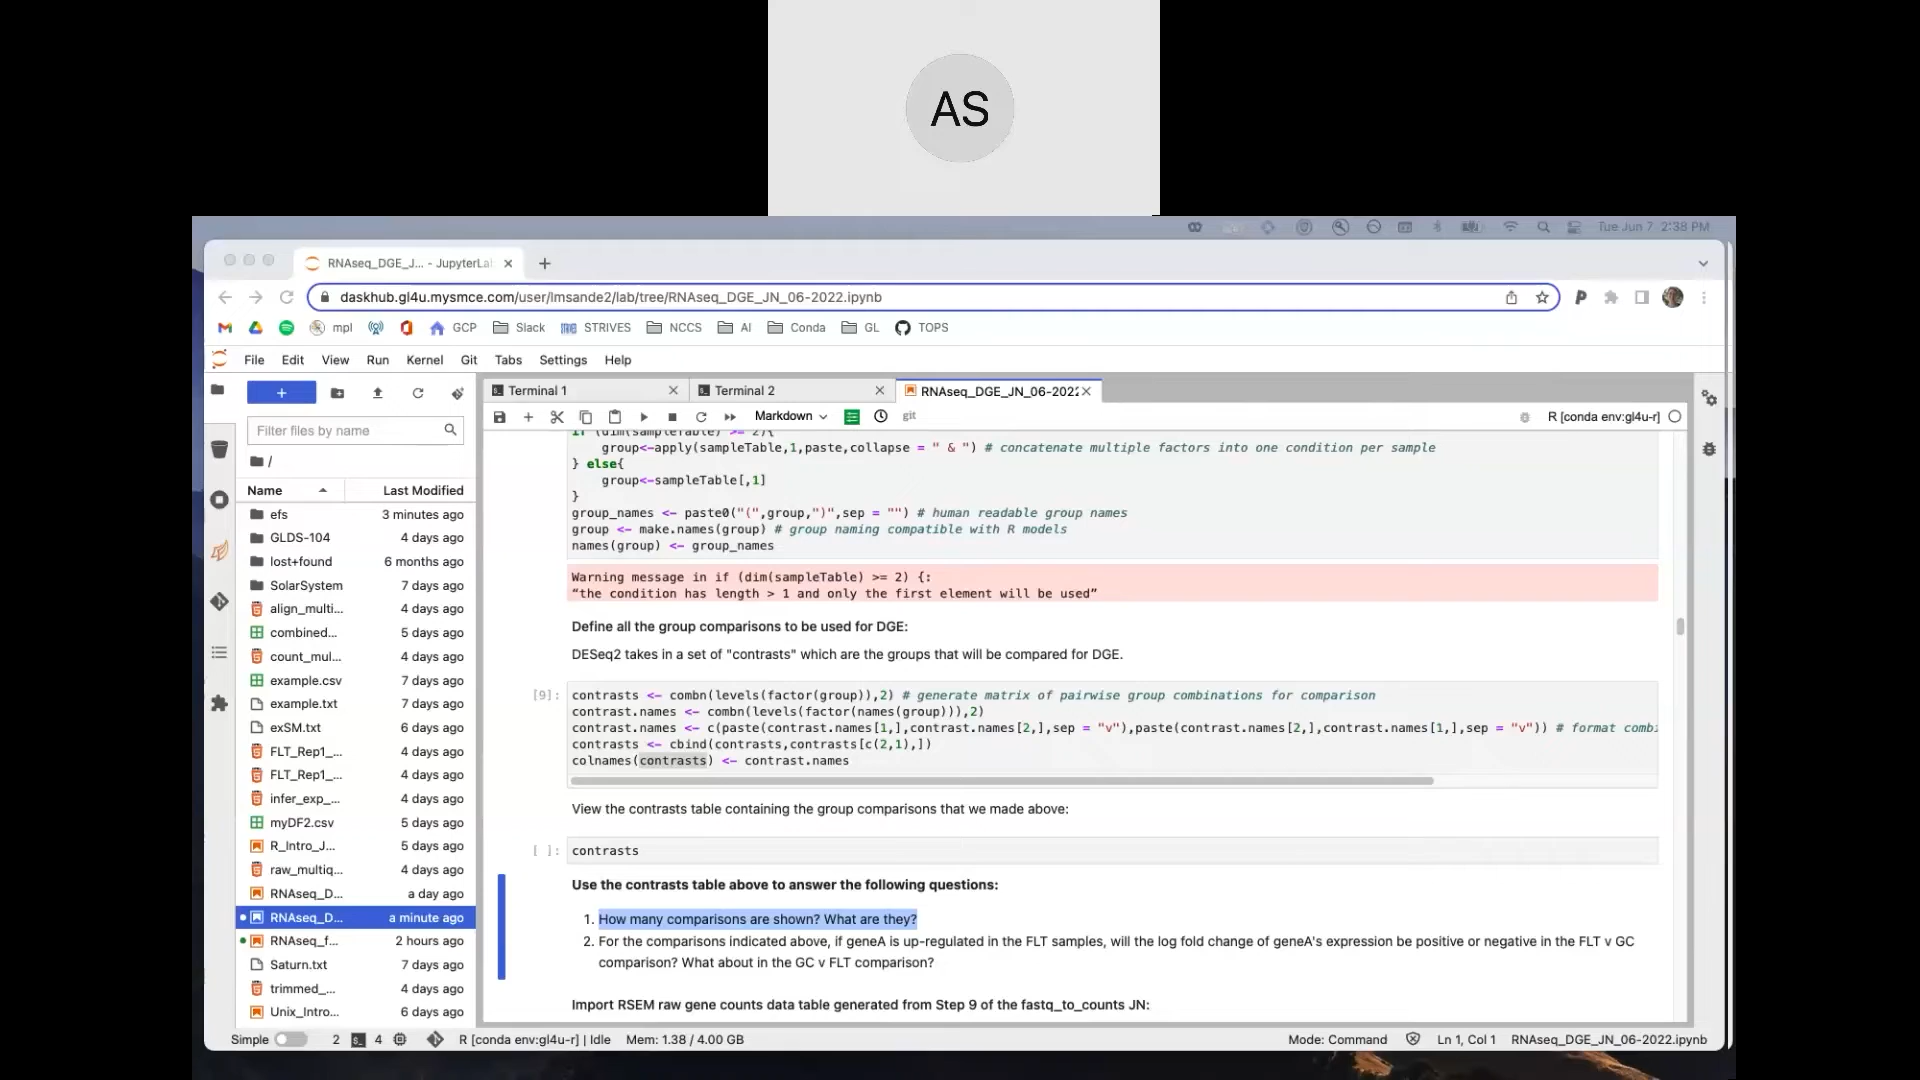 AS
Tue Jun 7 2:38 PM
RNAseq_DGE_J... - JupyterLa
daskhub.gl4u.mysmce.com/user/lmsande2/lab/tree/RNAseq_DGE_JN_06-2022.ipynb
mpl GCP Slack STRIVES NCCS AI Conda GL TOPS
File Edit View Run Kernel Git Tabs Settings Help
Terminal 1 Terminal 2 RNAseq_DGE_JN_06-2022
Markdown git R [conda env:gl4u-r]
Filter files by name
/
Name Last Modified
efs 3 minutes ago
GLDS-104 4 days ago
lost+found 6 months ago
SolarSystem 7 days ago
align_multi... 4 days ago
combined... 5 days ago
count_mul... 4 days ago
example.csv 7 days ago
example.txt 7 days ago
exSM.txt 6 days ago
FLT_Rep1_... 4 days ago
FLT_Rep1_... 4 days ago
infer_exp_... 4 days ago
myDF2.csv 5 days ago
R_Intro_J... 5 days ago
raw_multiq... 4 days ago
RNAseq_D... a day ago
RNAseq_D... a minute ago
RNAseq_f... 2 hours ago
Saturn.txt 7 days ago
trimmed_... 4 days ago
Unix_Intro... 6 days ago
if (dim(sampleTable) >= 2){
group<-apply(sampleTable,1,paste,collapse = " & ") # concatenate multiple factors into one condition per sample
} else{
group<-sampleTable[,1]
}
group_names <- paste0("(",group,")",sep = "") # human readable group names
group <- make.names(group) # group naming compatible with R models
names(group) <- group_names
Warning message in if (dim(sampleTable) >= 2) {:
“the condition has length > 1 and only the first element will be used”
Define all the group comparisons to be used for DGE:
DESeq2 takes in a set of "contrasts" which are the groups that will be compared for DGE.
[9]: contrasts <- combn(levels(factor(group)),2) # generate matrix of pairwise group combinations for comparison
contrast.names <- combn(levels(factor(names(group))),2)
contrast.names <- c(paste(contrast.names[1,],contrast.names[2,],sep = "v"),paste(contrast.names[2,],contrast.names[1,],sep = "v")) # format combi
contrasts <- cbind(contrasts,contrasts[c(2,1),])
colnames(contrasts) <- contrast.names
View the contrasts table containing the group comparisons that we made above:
[ ]: contrasts
Use the contrasts table above to answer the following questions:
1. How many comparisons are shown? What are they?
2. For the comparisons indicated above, if geneA is up-regulated in the FLT samples, will the log fold change of geneA's expression be positive or negative in the FLT v GC
comparison? What about in the GC v FLT comparison?
Import RSEM raw gene counts data table generated from Step 9 of the fastq_to_counts JN:
Simple 2 4 R [conda env:gl4u-r] | Idle Mem: 1.38 / 4.00 GB Mode: Command Ln 1, Col 1 RNAseq_DGE_JN_06-2022.ipynb